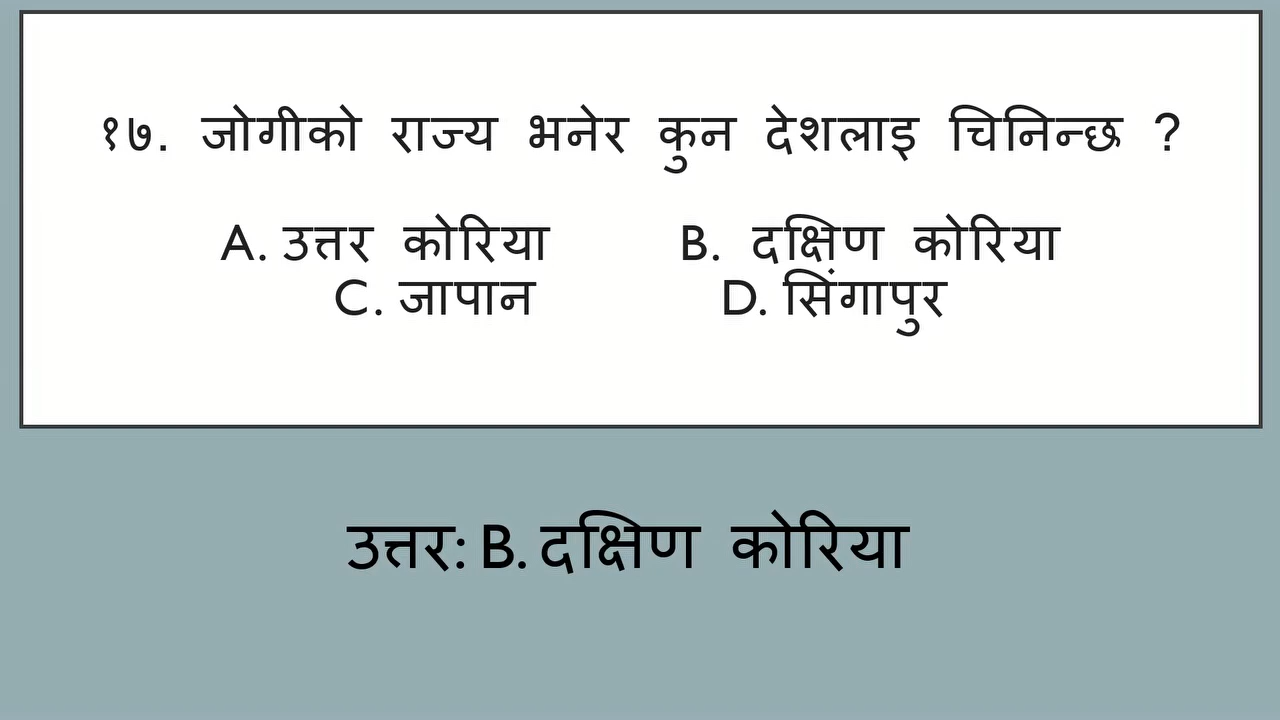 १७. जोगीको राज्य भनेर कुन देशलाइ चिनिन्छ ?
A. उत्तर कोरिया B. दक्षिण कोरिया
C. जापान D. सिंगापुर
उत्तर: B. दक्षिण कोरिया